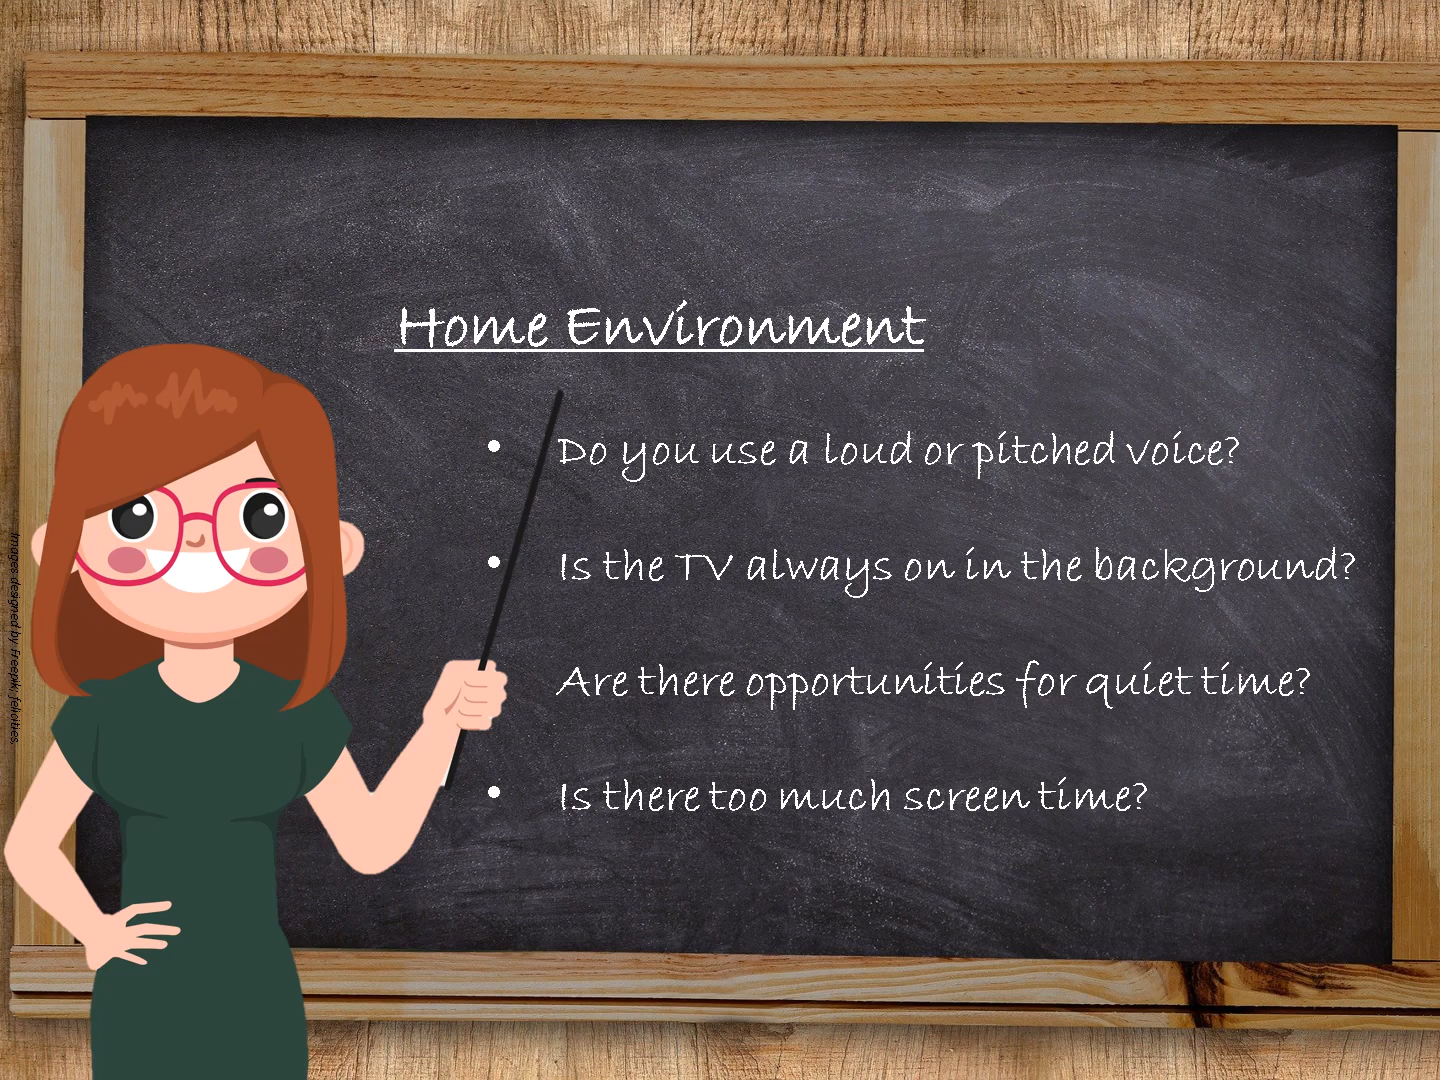 Home Environment
• Do you use a loud or pitched voice?
• Is the TV always on in the background?
Are there opportunities for quiet time?
• Is there too much screen time?
Images designed by Freepik, felicities.